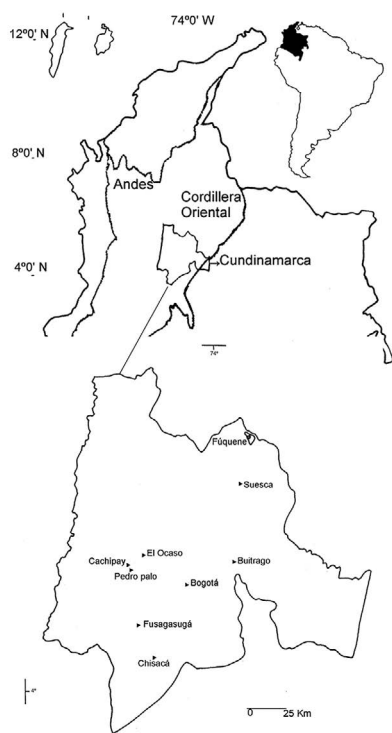 74º0' W
12º0' N
8º0'. N
Andes
Cordillera
Oriental
4º0' N
Cundinamarca
74º
Fúquene
Suesca
El Ocaso
Cachipay
Pedro palo
Buitrago
Bogotá
Fusagasugá
Chisacá
4º
0 25 Km